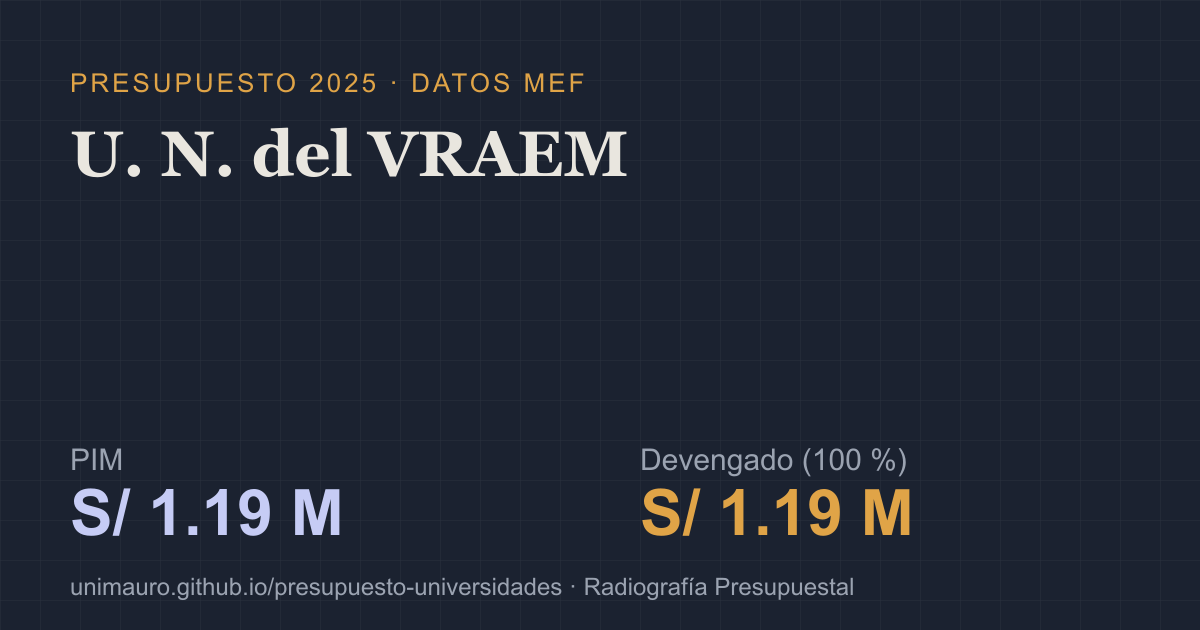 PRESUPUESTO 2025 · DATOS MEF
U. N. del VRAEM
PIM
S/ 1.19 M
Devengado (100 %)
S/ 1.19 M
unimauro.github.io/presupuesto-universidades · Radiografía Presupuestal